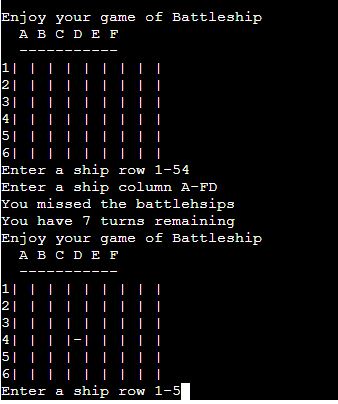 Enjoy your game of Battleship
  A B C D E F
  -----------
1| | | | | | | | |
2| | | | | | | | |
3| | | | | | | | |
4| | | | | | | | |
5| | | | | | | | |
6| | | | | | | | |
Enter a ship row 1-54
Enter a ship column A-FD
You missed the battlehsips
You have 7 turns remaining
Enjoy your game of Battleship
  A B C D E F
  -----------
1| | | | | | | | |
2| | | | | | | | |
3| | | | | | | | |
4| | | |-| | | | |
5| | | | | | | | |
6| | | | | | | | |
Enter a ship row 1-5